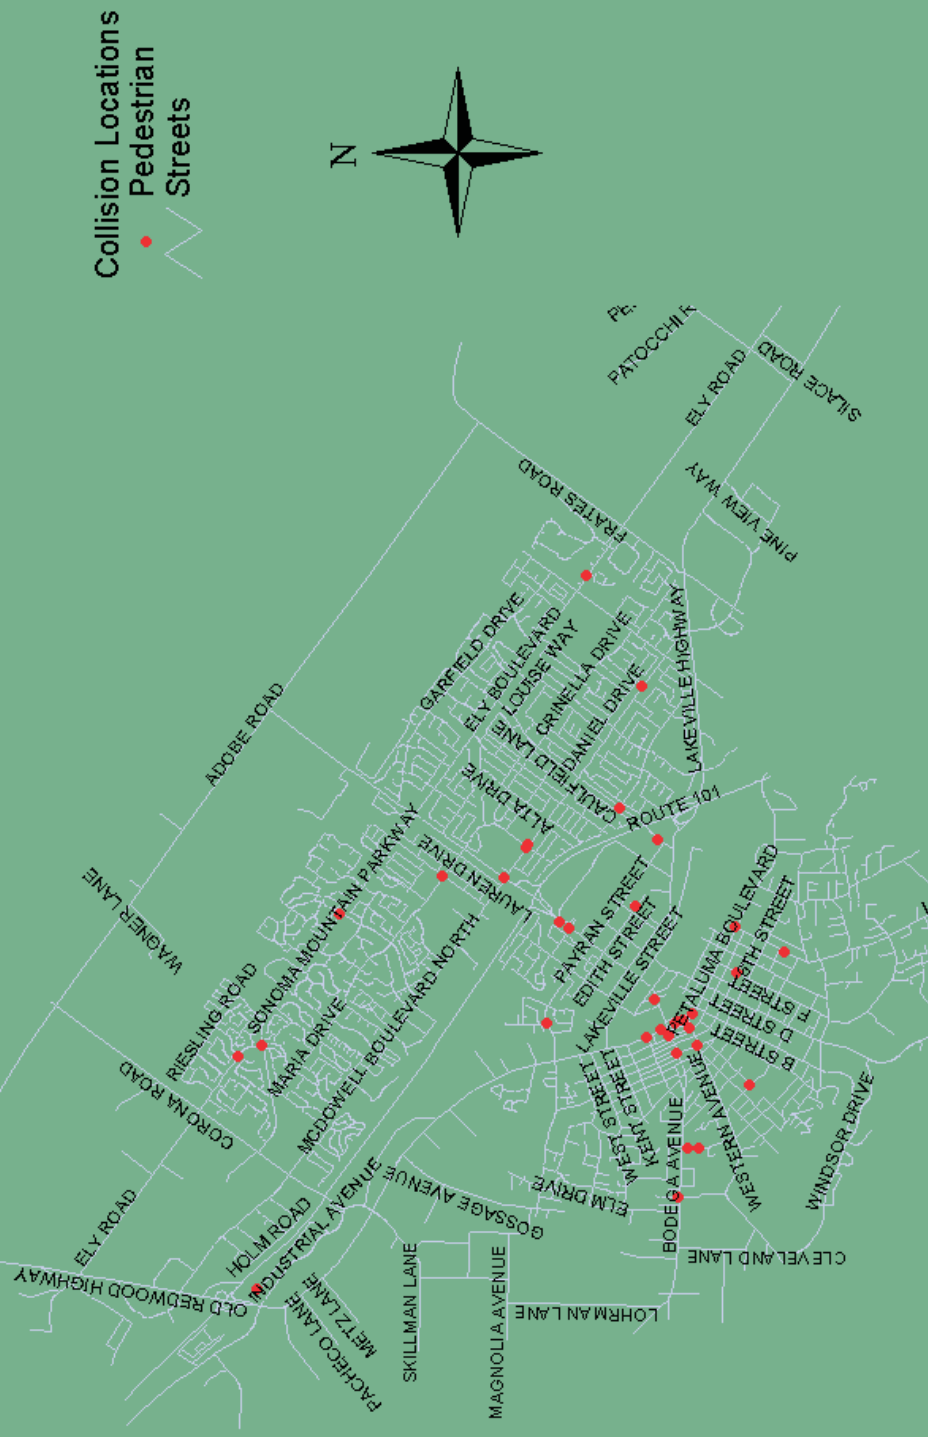 Collision Locations
Pedestrian
Streets
N
PATOCCHI R
ELY ROAD
SILACE ROAD
FRATES ROAD
PINE VIEW WAY
GARFIELD DRIVE
ELY BOULEVARD
LOUISE WAY
CRINELLA DRIVE
DANIEL DRIVE
CAULFIELD LANE
LAKEVILLE HIGHWAY
ADOBE ROAD
ALTA DRIVE
ROUTE 101
WAGNER LANE
SONOMA MOUNTAIN PARKWAY
LAUREN DRIVE
RIESLING ROAD
MARIA DRIVE
MCDOWELL BOULEVARD NORTH
PAYRAN STREET
EDITH STREET
LAKEVILLE STREET
PETALUMA BOULEVARD
5TH STREET
F STREET
D STREET
B STREET
CORONA ROAD
WEST STREET
KENT STREET
BODEGA AVENUE
WESTERN AVENUE
WINDSOR DRIVE
ELY ROAD
HOLM ROAD
INDUSTRIAL AVENUE
GOSSAGE AVENUE
ELM DRIVE
OLD REDWOOD HIGHWAY
CLEVELAND LANE
METZ LANE
PACHECO LANE
SKILLMAN LANE
MAGNOLIA AVENUE
LOHRMAN LANE